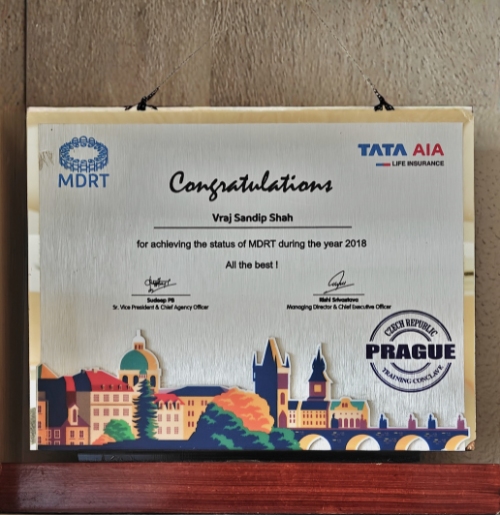 MDRT
TATA AIA
LIFE INSURANCE
Congratulations
Vraj Sandip Shah
for achieving the status of MDRT during the year 2018
All the best !
Sudeep PB
Sr. Vice President & Chief Agency Officer
Rishi Srivastava
Managing Director & Chief Executive Officer
CZECH REPUBLIC
PRAGUE
TRAINING CONCLAVE